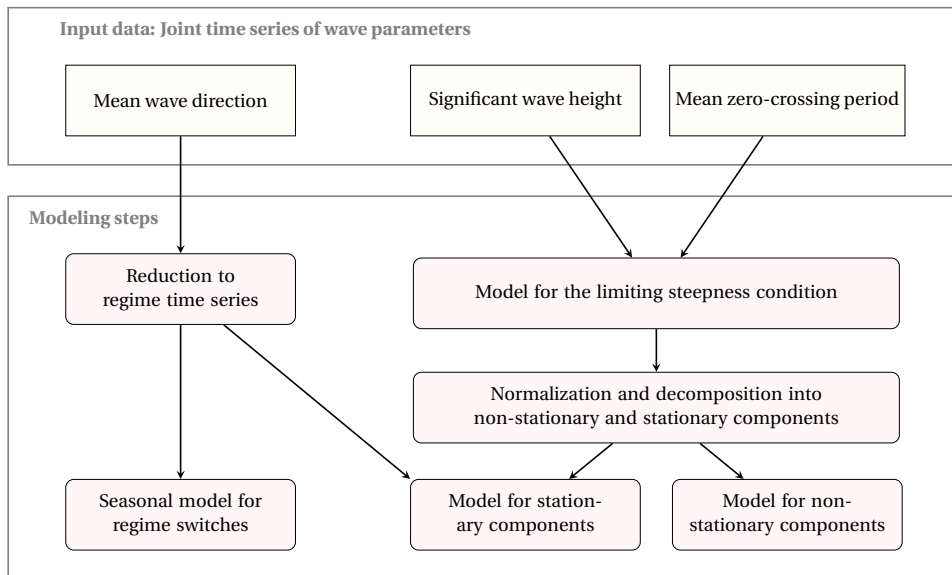 Input data: Joint time series of wave parameters
Mean wave direction
Significant wave height
Mean zero-crossing period
Modeling steps
Reduction to
regime time series
Model for the limiting steepness condition
Normalization and decomposition into
non-stationary and stationary components
Seasonal model for
regime switches
Model for station-
ary components
Model for non-
stationary components